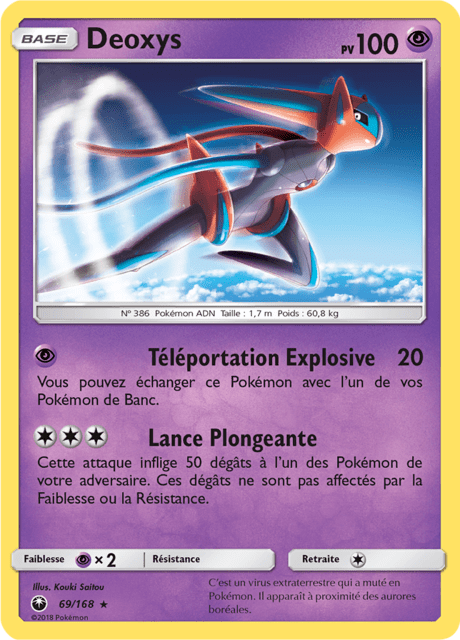 BASE Deoxys PV 100
N° 386 Pokémon ADN Taille : 1,7 m Poids : 60,8 kg
Téléportation Explosive 20
Vous pouvez échanger ce Pokémon avec l'un de vos
Pokémon de Banc.
Lance Plongeante
Cette attaque inflige 50 dégâts à l'un des Pokémon de
votre adversaire. Ces dégâts ne sont pas affectés par la
Faiblesse ou la Résistance.
Faiblesse × 2 Résistance Retraite
Illus. Kouki Saitou
69/168 ★
©2018 Pokémon
C'est un virus extraterrestre qui a muté en
Pokémon. Il apparaît à proximité des aurores
boréales.